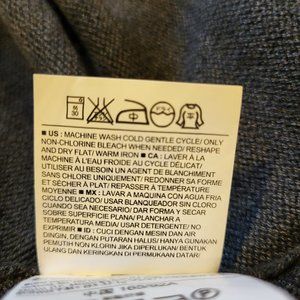 ■ US : MACHINE WASH COLD GENTLE CYCLE/ ONLY
NON-CHLORINE BLEACH WHEN NEEDED/ RESHAPE
AND DRY FLAT/ WARM IRON ■ CA : LAVER À LA
MACHINE À L'EAU FROIDE AU CYCLE DÉLICAT/
UTILISER AU BESOIN UN AGENT DE BLANCHIMENT
SANS CHLORE UNIQUEMENT/ REDONNER SA FORME
ET SÉCHER À PLAT/ REPASSER À TEMPÉRATURE
MOYENNE ■ MX : LAVAR A MAQUINA CON AGUA FRIA
CICLO DELICADO/ USAR BLANQUEADOR SIN CLORO
CUANDO SEA NECESARIO/ DAR FORMA Y SECAR
SOBRE SUPERFICIE PLANA/ PLANCHAR A
TEMPERATURA MEDIA/ USAR DETERGENTE/ NO
EXPRIMIR ■ ID : CUCI DENGAN MESIN DAN AIR
DINGIN, DENGAN PUTARAN HALUS/ HANYA GUNAKAN
PEMUTIH NON KLORIN JIKA DIPERLUKAN/ BENTUK
ULANG DAN KERINGKAN DI PERMUKAAN DATAR/